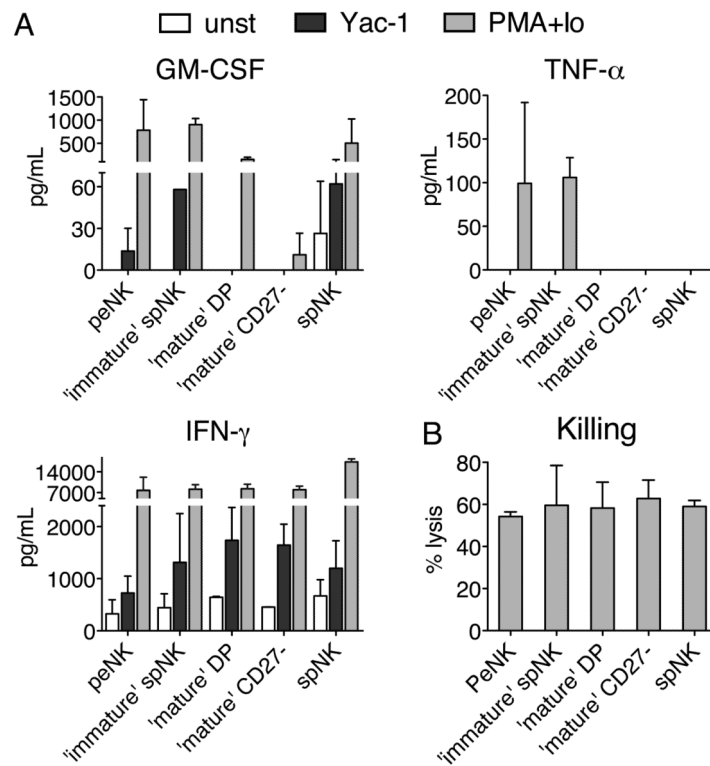 A
unst Yac-1 PMA+Io
GM-CSF
1500
1000
500
60
30
0
pg/mL
peNK
'immature' spNK
'mature' DP
'mature' CD27-
spNK
TNF-α
200
150
100
50
0
pg/mL
peNK
'immature' spNK
'mature' DP
'mature' CD27-
spNK
IFN-γ
14000
7000
2000
1000
0
pg/mL
peNK
'immature' spNK
'mature' DP
'mature' CD27-
spNK
B
Killing
80
60
40
20
0
% lysis
PeNK
'immature' spNK
'mature' DP
'mature' CD27-
spNK